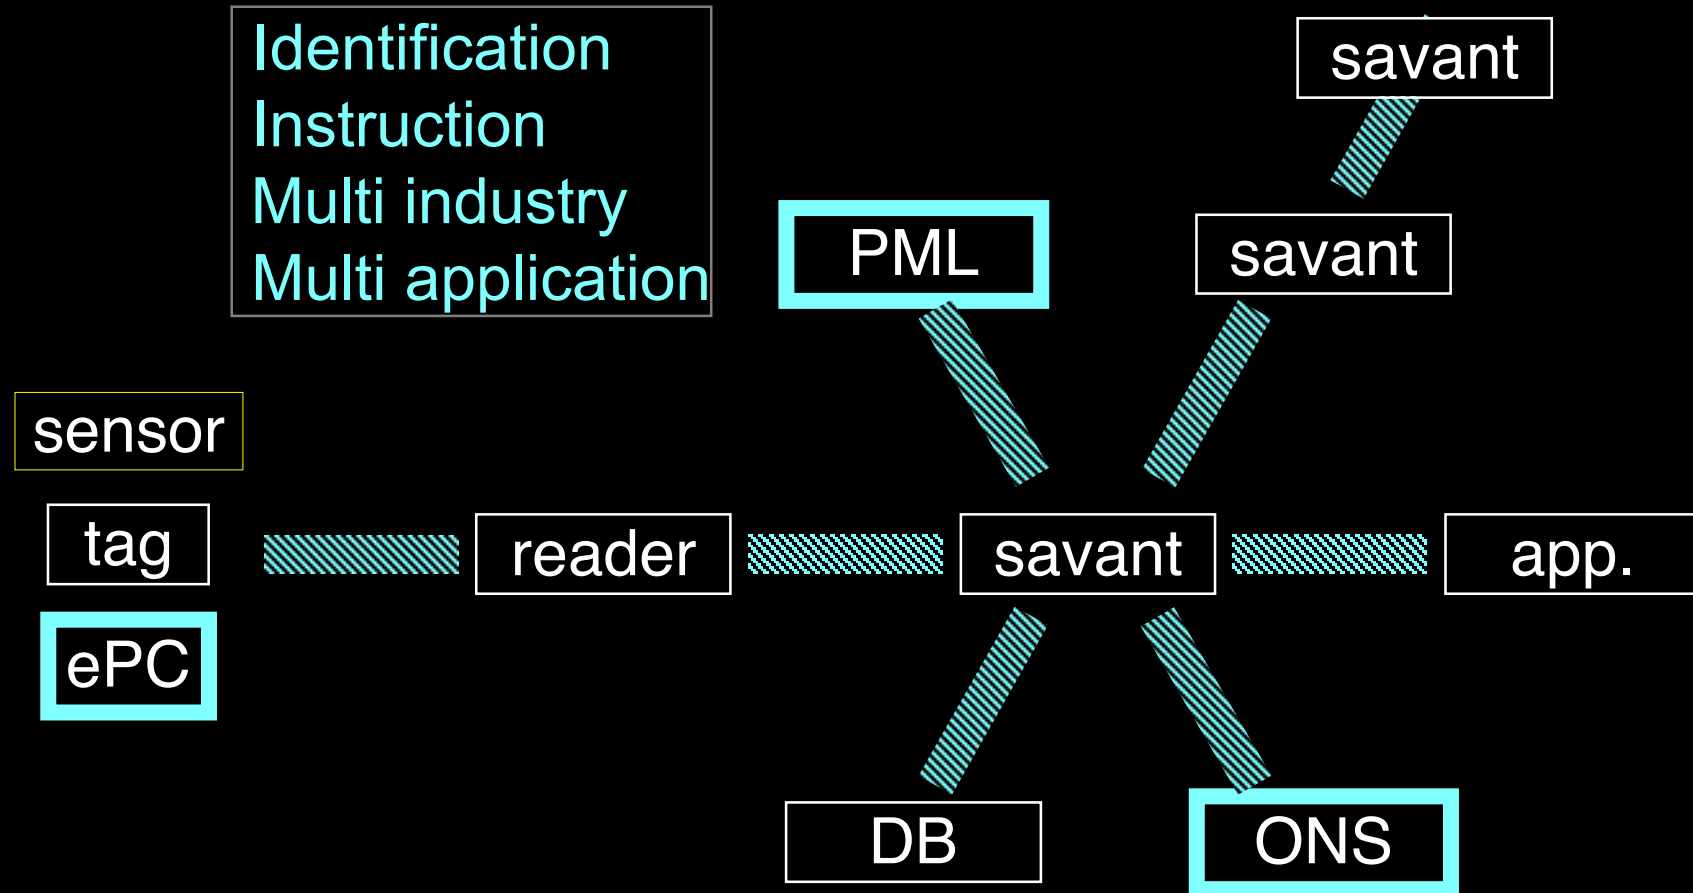 Identification
Instruction
Multi industry
Multi application
savant
savant
PML
sensor
tag
reader
savant
app.
ePC
DB
ONS